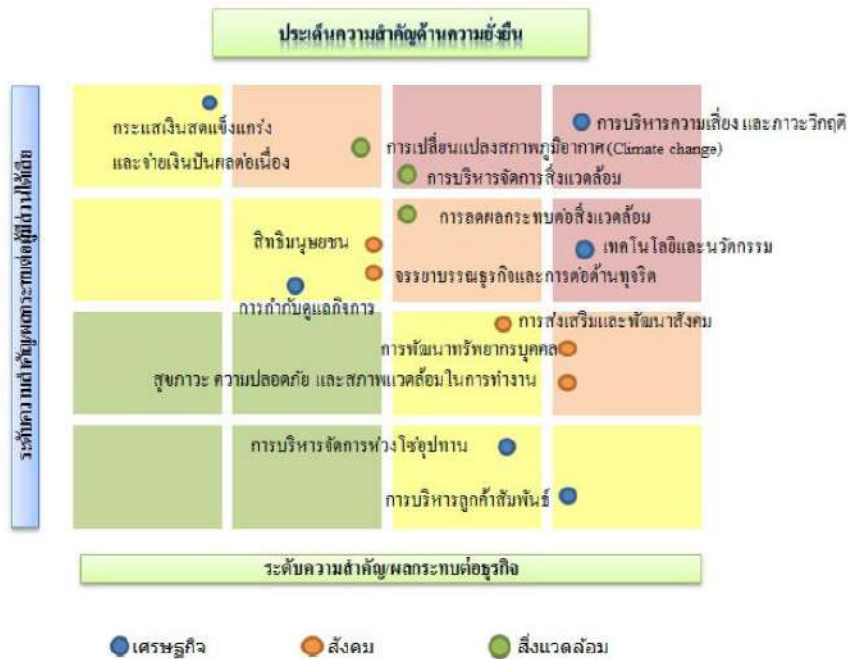 ประเด็นความสำคัญด้านความยั่งยืน
ระดับความสำคัญ/ผลกระทบต่อผู้มีส่วนได้เสีย
กระแสเงินสดแข็งแกร่ง
และจ่ายเงินปันผลต่อเนื่อง
การบริหารความเสี่ยง และภาวะวิกฤติ
การเปลี่ยนแปลงสภาพภูมิอากาศ(Climate change)
การบริหารจัดการสิ่งแวดล้อม
การลดผลกระทบต่อสิ่งแวดล้อม
สิทธิมนุษยชน
เทคโนโลยีและนวัตกรรม
จรรยาบรรณธุรกิจและการต่อต้านทุจริต
การกำกับดูแลกิจการ
การส่งเสริมและพัฒนาสังคม
การพัฒนาทรัพยากรบุคคล
สุขภาวะ ความปลอดภัย และสภาพแวดล้อมในการทำงาน
การบริหารจัดการห่วงโซ่อุปทาน
การบริหารลูกค้าสัมพันธ์
ระดับความสำคัญ/ผลกระทบต่อธุรกิจ
เศรษฐกิจ
สังคม
สิ่งแวดล้อม